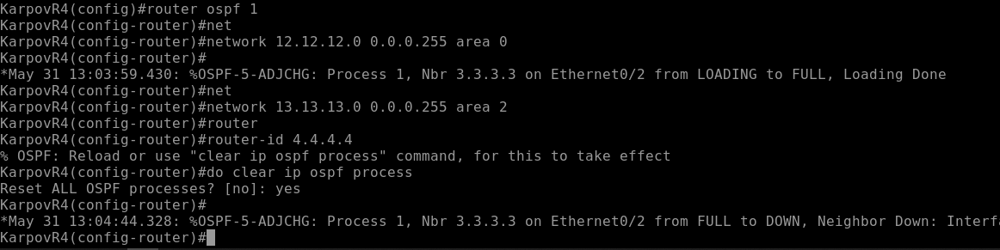 KarpovR4(config)#router ospf 1
KarpovR4(config-router)#net
KarpovR4(config-router)#network 12.12.12.0 0.0.0.255 area 0
KarpovR4(config-router)#
*May 31 13:03:59.430: %OSPF-5-ADJCHG: Process 1, Nbr 3.3.3.3 on Ethernet0/2 from LOADING to FULL, Loading Done
KarpovR4(config-router)#net
KarpovR4(config-router)#network 13.13.13.0 0.0.0.255 area 2
KarpovR4(config-router)#router
KarpovR4(config-router)#router-id 4.4.4.4
% OSPF: Reload or use "clear ip ospf process" command, for this to take effect
KarpovR4(config-router)#do clear ip ospf process
Reset ALL OSPF processes? [no]: yes
KarpovR4(config-router)#
*May 31 13:04:44.328: %OSPF-5-ADJCHG: Process 1, Nbr 3.3.3.3 on Ethernet0/2 from FULL to DOWN, Neighbor Down: Interfa
KarpovR4(config-router)#